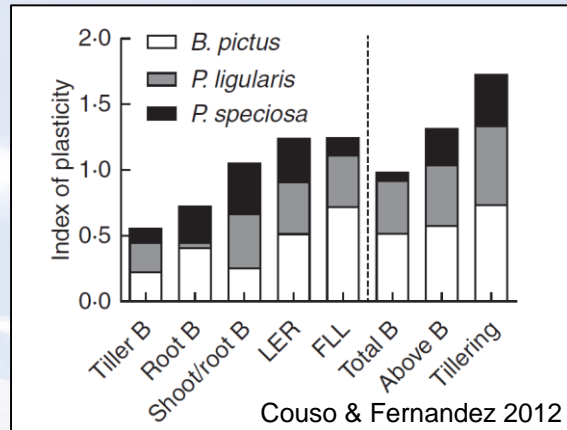 2·0
1·5
1·0
0·5
0·0
Index of plasticity
B. pictus
P. ligularis
P. speciosa
Tiller B
Root B
Shoot/root B
LER
FLL
Total B
Above B
Tillering
Couso & Fernandez 2012